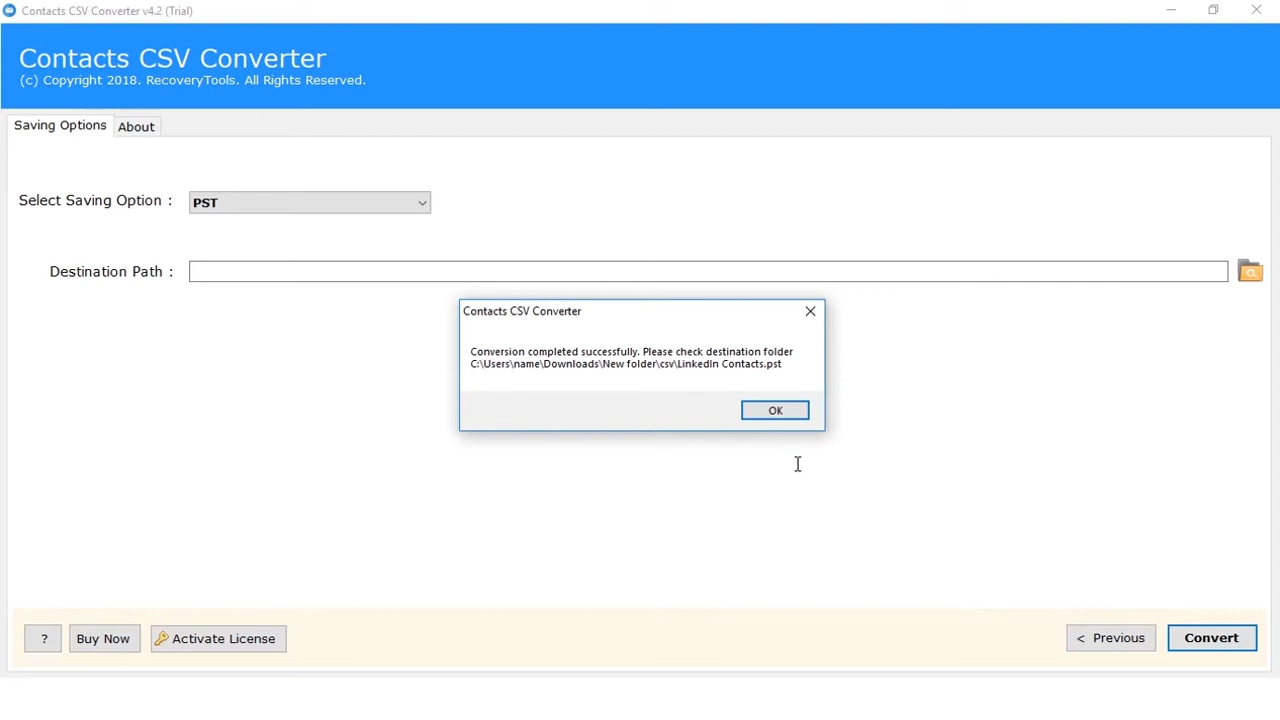 Contacts CSV Converter v4.2 (Trial)
Contacts CSV Converter
(c) Copyright 2018. RecoveryTools. All Rights Reserved.
Saving Options
About
Select Saving Option :
PST
Destination Path :
Contacts CSV Converter
Conversion completed successfully. Please check destination folder
C:\Users\name\Downloads\New folder\csv\LinkedIn Contacts.pst
OK
?
Buy Now
Activate License
< Previous
Convert